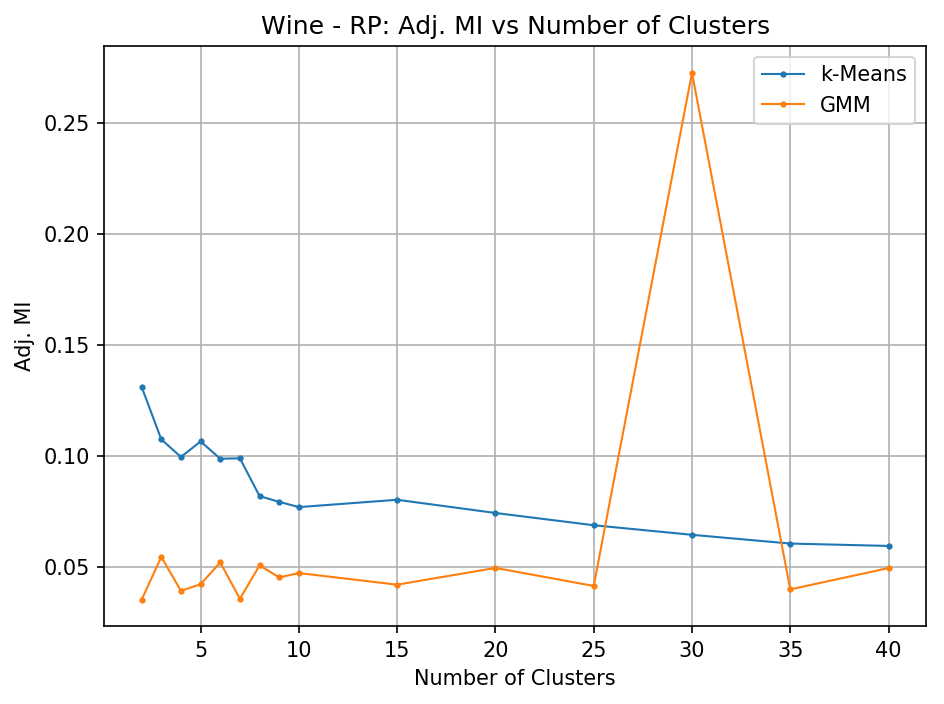 Wine - RP: Adj. MI vs Number of Clusters
k-Means
GMM
0.25
0.20
0.15
0.10
0.05
Adj. MI
5 10 15 20 25 30 35 40
Number of Clusters